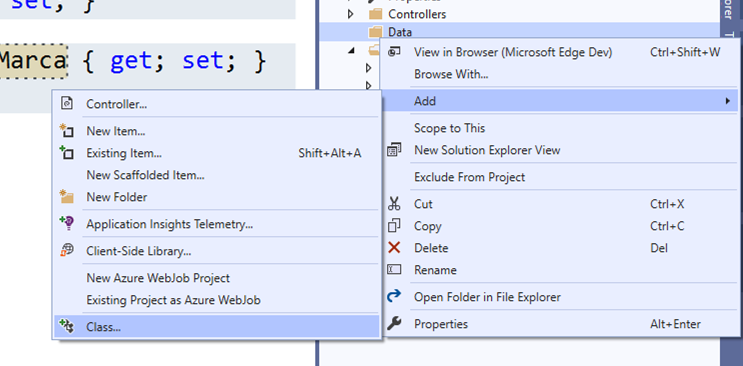 set; }
Marca { get; set; }
Controllers
Data
View in Browser (Microsoft Edge Dev) Ctrl+Shift+W
Browse With...
Add
Scope to This
New Solution Explorer View
Exclude From Project
Cut Ctrl+X
Copy Ctrl+C
Delete Del
Rename
Open Folder in File Explorer
Properties Alt+Enter
Controller...
New Item...
Existing Item... Shift+Alt+A
New Scaffolded Item...
New Folder
Application Insights Telemetry...
Client-Side Library...
New Azure WebJob Project
Existing Project as Azure WebJob
Class...